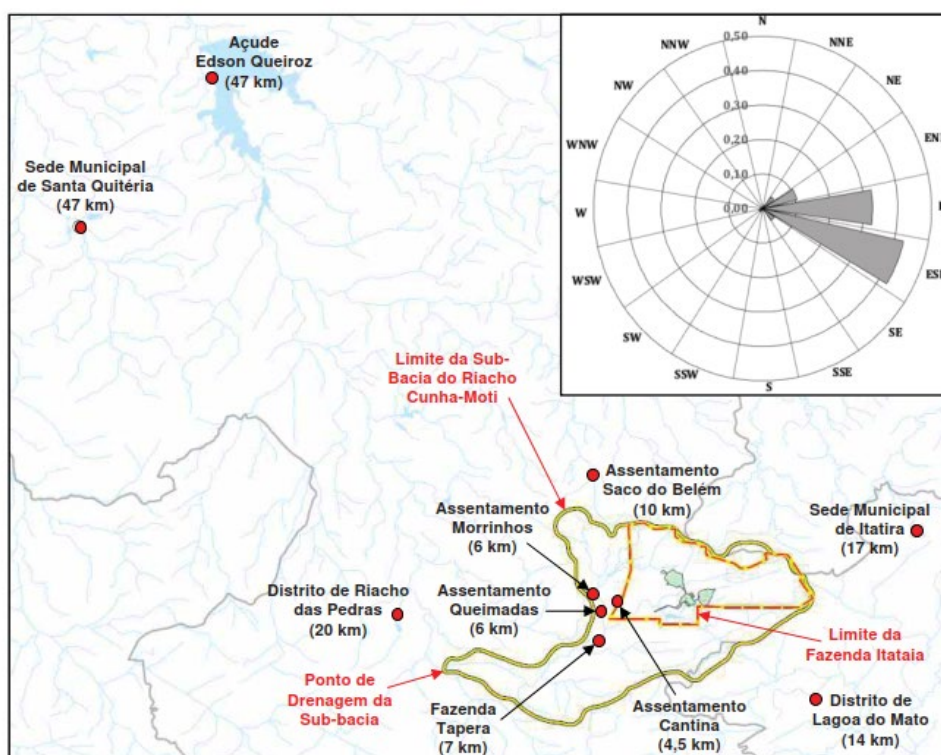 Açude
Edson Queiroz
(47 km)
Sede Municipal
de Santa Quitéria
(47 km)
N
NNW
NNE
NW
NE
WNW
W
WSW
ESE
SW
SE
SSW
SSE
S
0,50
0,40
0,30
0,20
0,10
0,00
Limite da Sub-
Bacia do Riacho
Cunha-Moti
Assentamento
Saco do Belém
(10 km)
Assentamento
Morrinhos
(6 km)
Sede Municipal
de Itatira
(17 km)
Distrito de Riacho
das Pedras
(20 km)
Assentamento
Queimadas
(6 km)
Limite da
Fazenda Itataia
Ponto de
Drenagem da
Sub-bacia
Fazenda
Tapera
(7 km)
Assentamento
Cantina
(4,5 km)
Distrito de
Lagoa do Mato
(14 km)